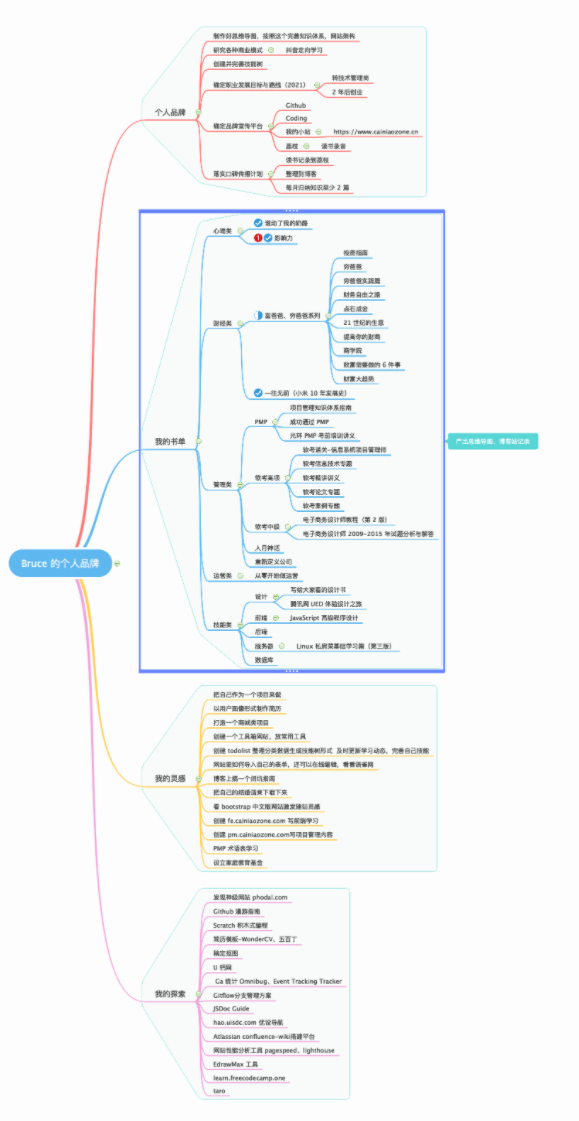 Bruce 的个人品牌
个人品牌
制作好思维导图，按照这个完善知识体系，网站架构
研究各种商业模式
抖音定向学习
创建并完善技能树
确定职业发展目标与路线（2021）
转技术管理岗
2 年后创业
确定品牌宣传平台
Github
Coding
我的小站
https://www.cainiaozone.cn
荔枝
读书录音
落实口碑传播计划
读书记录到荔枝
整理到博客
每月归纳知识至少 2 篇
我的书单
心理类
谁动了我的奶酪
影响力
财经类
富爸爸、穷爸爸系列
投资指南
穷爸爸
穷爸爸实践篇
财务自由之路
点石成金
21 世纪的生意
提高你的财商
商学院
致富需要做的 6 件事
财富大趋势
一往无前（小米 10 年发展史）
管理类
PMP
项目管理知识体系指南
成功通过 PMP
光环 PMP 考前培训讲义
软考高项
软考通关-信息系统项目管理师
软考信息技术专题
软考精讲讲义
软考论文专题
软考案例专题
软考中级
电子商务设计师教程（第 2 版）
电子商务设计师 2009-2015 年试题分析与解答
人月神话
重新定义公司
运营类
从零开始做运营
技能类
设计
写给大家看的设计书
腾讯网 UED 体验设计之旅
前端
JavaScript 高级程序设计
后端
服务器
Linux 私房菜基础学习篇（第三版）
数据库
产出思维导图、博客站记录
我的灵感
把自己作为一个项目来做
以用户画像形式制作简历
打造一个商城类项目
创建一个工具箱网站，放常用工具
创建 todolist 整理分类数据生成技能树形式 及时更新学习动态，完善自己技能
网站里如何导入自己的表单，还可以在线编辑，看看语雀网
博客上搞一个词坑指南
把自己的婚礼请柬下载下来
看 bootstrap 中文版网站激发建站灵感
创建 fe.cainiaozone.com 写前端学习
创建 pm.cainiaozone.com写项目管理内容
PMP 术语表学习
设立家庭教育基金
我的探索
发现神级网站 phodal.com
Github 漫游指南
Scratch 积木式编程
简历模板-WonderCV、五百丁
稿定抠图
U 钙网
Ga 统计 Omnibug、Event Tracking Tracker
Gitflow分支管理方案
JSDoc Guide
hao.uisdc.com 优设导航
Atlassian confluence-wiki搭建平台
网站性能分析工具 pagespeed、lighthouse
EdrawMax 工具
learn.freecodecamp.one
taro